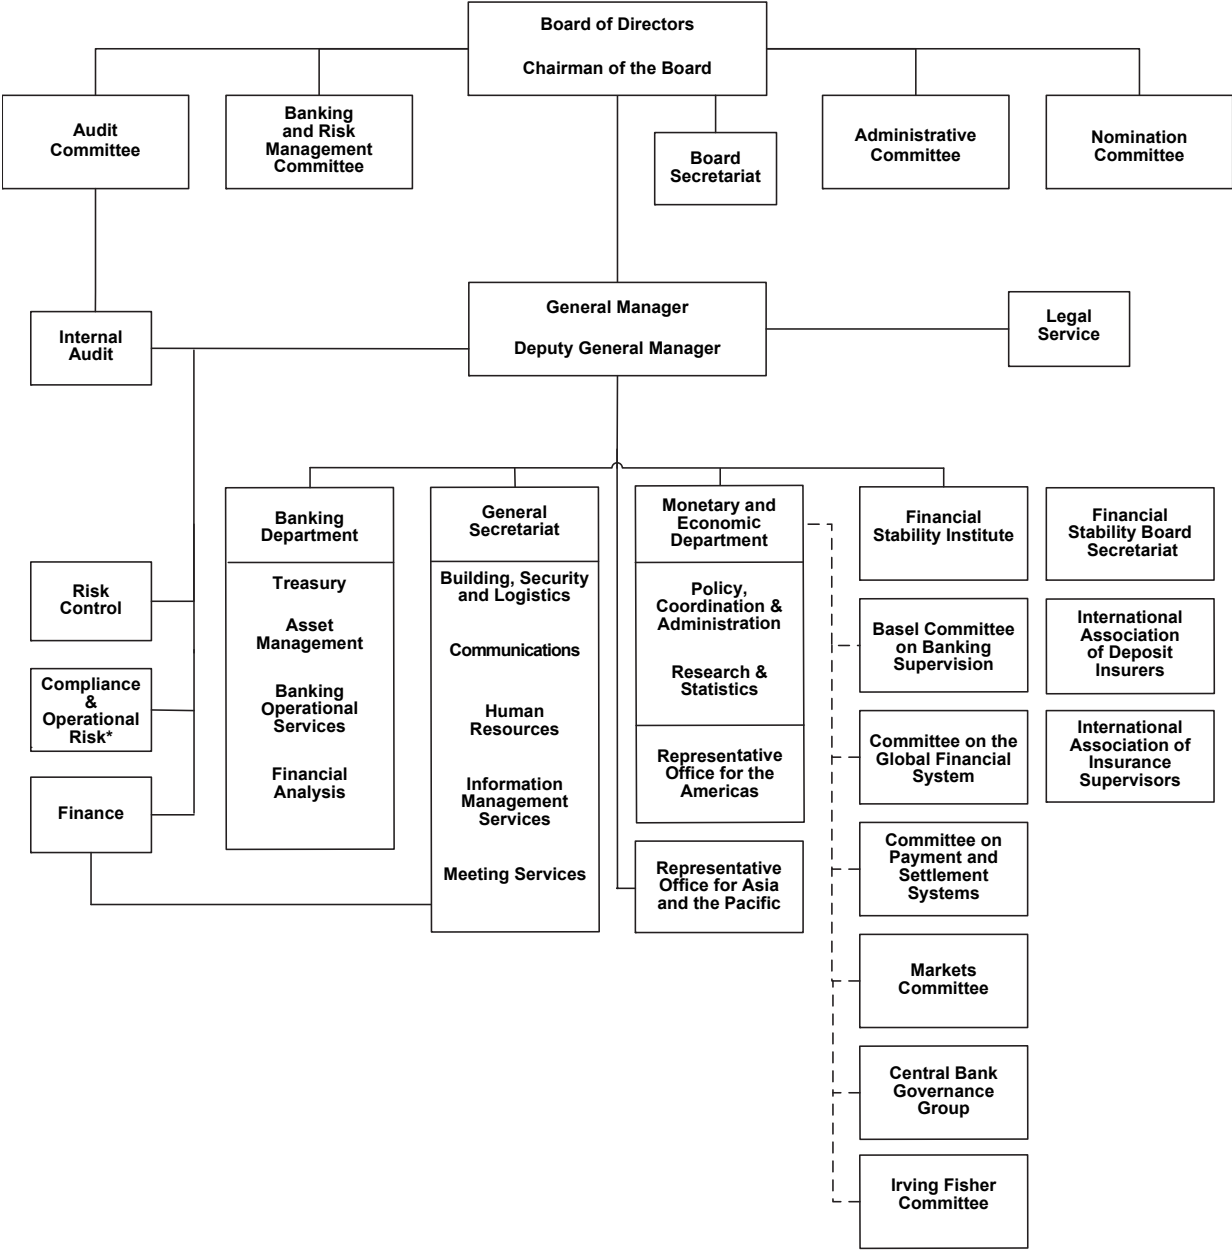 Board of Directors
Chairman of the Board
Audit
Committee
Banking
and Risk
Management
Committee
Board
Secretariat
Administrative
Committee
Nomination
Committee
Internal
Audit
General Manager
Deputy General Manager
Legal
Service
Risk
Control
Compliance
&
Operational
Risk*
Finance
Banking
Department
Treasury
Asset
Management
Banking
Operational
Services
Financial
Analysis
General
Secretariat
Building, Security
and Logistics
Communications
Human
Resources
Information
Management
Services
Meeting Services
Monetary and
Economic
Department
Policy,
Coordination &
Administration
Research &
Statistics
Representative
Office for the
Americas
Representative
Office for Asia
and the Pacific
Financial
Stability Institute
Basel Committee
on Banking
Supervision
Committee on the
Global Financial
System
Committee on
Payment and
Settlement
Systems
Markets
Committee
Central Bank
Governance
Group
Irving Fisher
Committee
Financial
Stability Board
Secretariat
International
Association
of Deposit
Insurers
International
Association of
Insurance
Supervisors